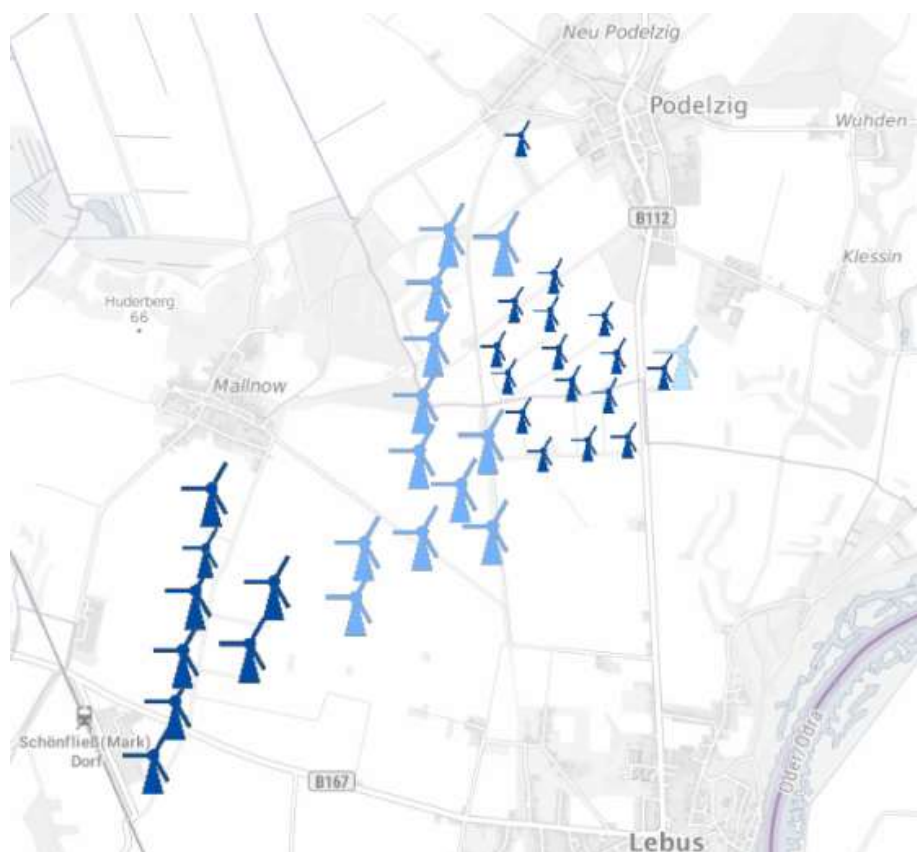 Neu Podelzig
Podelzig
Wuhden
B112
Klessin
Huderberg
66
Mallnow
Schönfließ(Mark)
Dorf
Oder/Odra
B167
Lebus